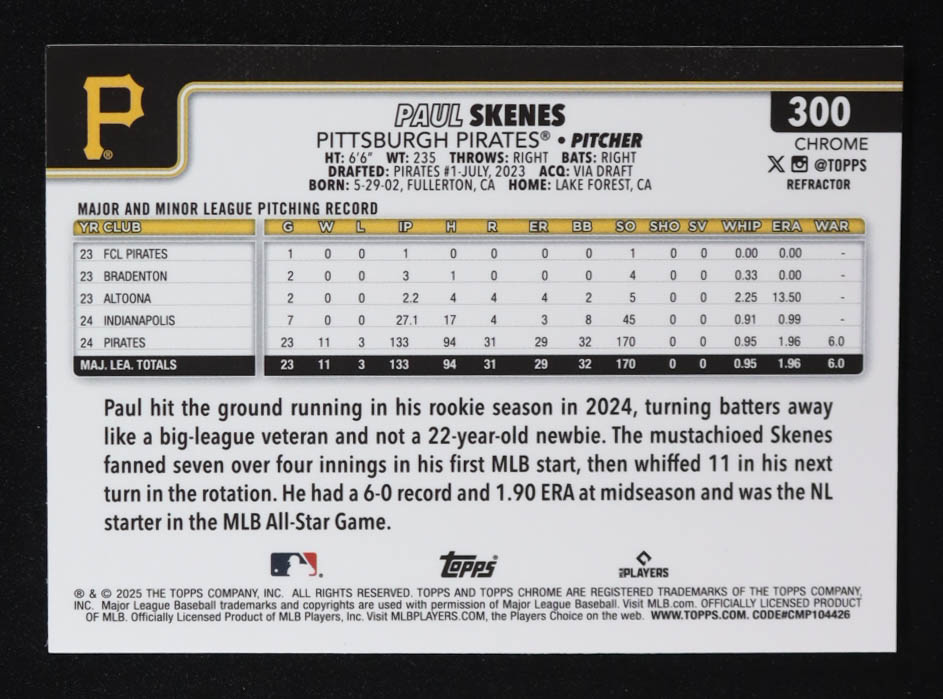 P®
PAUL SKENES
PITTSBURGH PIRATES® • PITCHER
HT: 6'6" WT: 235 THROWS: RIGHT BATS: RIGHT
DRAFTED: PIRATES #1-JULY, 2023 ACQ: VIA DRAFT
BORN: 5-29-02, FULLERTON, CA HOME: LAKE FOREST, CA
300
CHROME
X @TOPPS
REFRACTOR
MAJOR AND MINOR LEAGUE PITCHING RECORD
YR CLUB G W L IP H R ER BB SO SHO SV WHIP ERA WAR
23 FCL PIRATES 1 0 0 1 0 0 0 0 1 0 0 0.00 0.00 -
23 BRADENTON 2 0 0 3 1 0 0 0 4 0 0 0.33 0.00 -
23 ALTOONA 2 0 0 2.2 4 4 4 2 5 0 0 2.25 13.50 -
24 INDIANAPOLIS 7 0 0 27.1 17 4 3 8 45 0 0 0.91 0.99 -
24 PIRATES 23 11 3 133 94 31 29 32 170 0 0 0.95 1.96 6.0
MAJ. LEA. TOTALS 23 11 3 133 94 31 29 32 170 0 0 0.95 1.96 6.0
Paul hit the ground running in his rookie season in 2024, turning batters away
like a big-league veteran and not a 22-year-old newbie. The mustachioed Skenes
fanned seven over four innings in his first MLB start, then whiffed 11 in his next
turn in the rotation. He had a 6-0 record and 1.90 ERA at midseason and was the NL
starter in the MLB All-Star Game.
topps® MLBPLAYERS
® & © 2025 THE TOPPS COMPANY, INC. ALL RIGHTS RESERVED. TOPPS AND TOPPS CHROME ARE REGISTERED TRADEMARKS OF THE TOPPS COMPANY,
INC. Major League Baseball trademarks and copyrights are used with permission of Major League Baseball. Visit MLB.com. OFFICIALLY LICENSED PRODUCT
OF MLB. Officially Licensed Product of MLB Players, Inc. Visit MLBPLAYERS.COM, the Players Choice on the web. WWW.TOPPS.COM. CODE#CMP104426